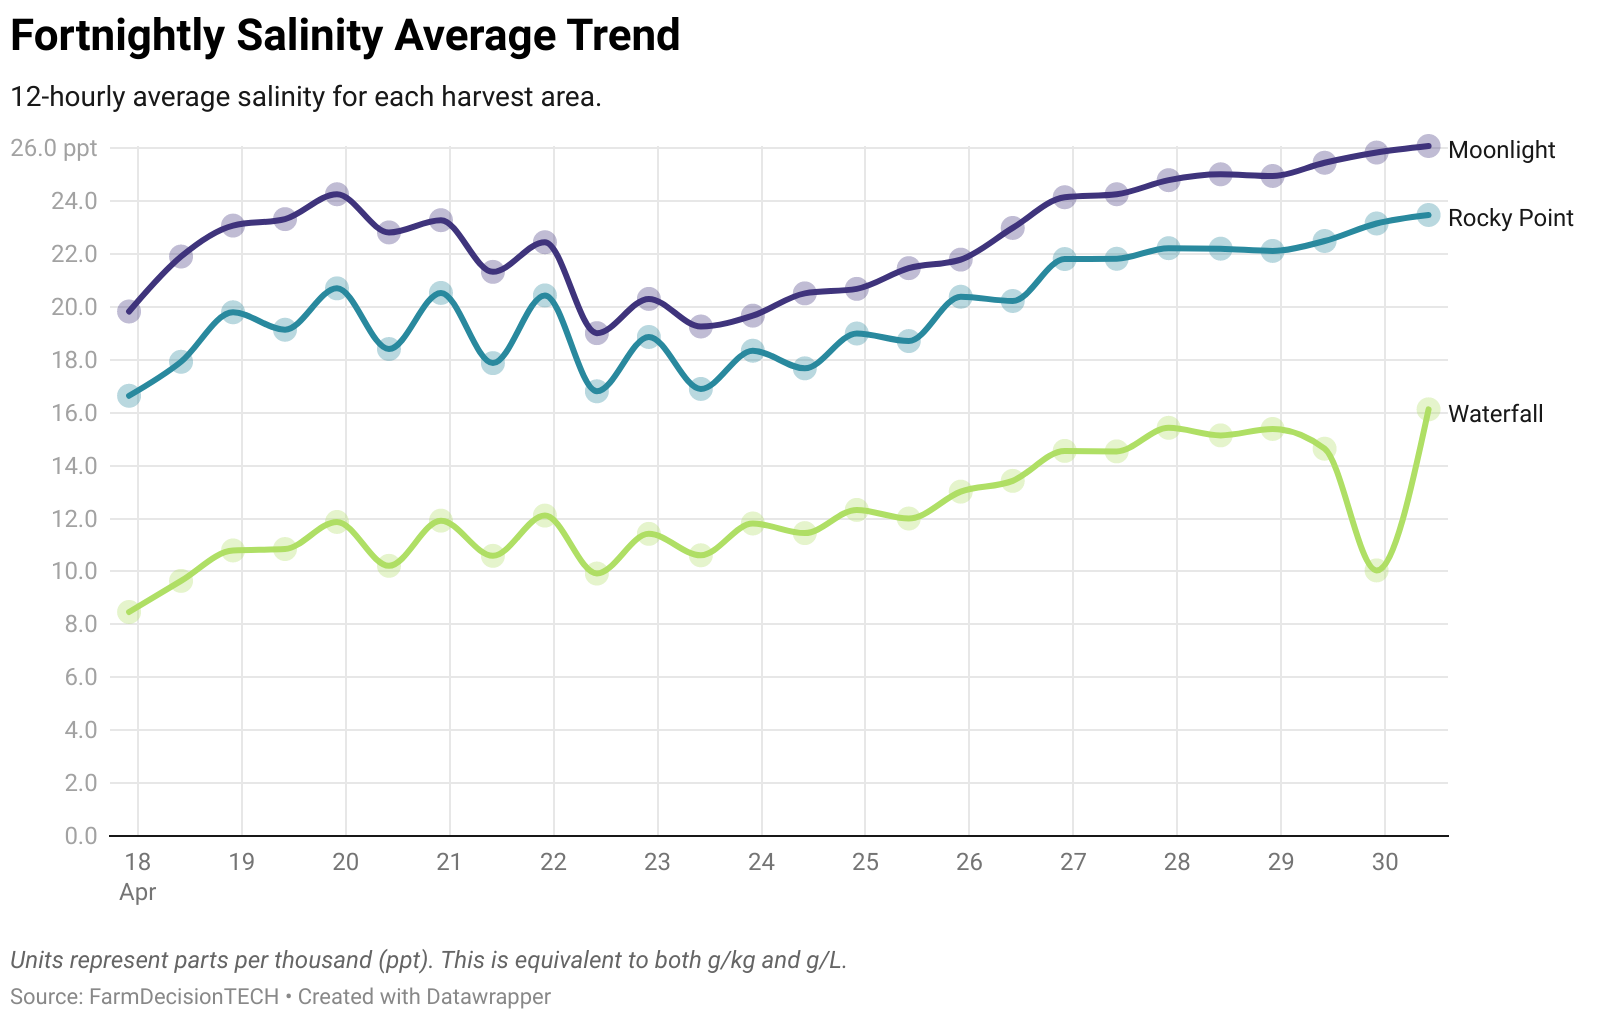 Fortnightly Salinity Average Trend
12-hourly average salinity for each harvest area.
26.0 ppt
24.0
22.0
20.0
18.0
16.0
14.0
12.0
10.0
8.0
6.0
4.0
2.0
0.0
Moonlight
Rocky Point
Waterfall
18 19 20 21 22 23 24 25 26 27 28 29 30
Apr
Units represent parts per thousand (ppt). This is equivalent to both g/kg and g/L.
Source: FarmDecisionTECH • Created with Datawrapper